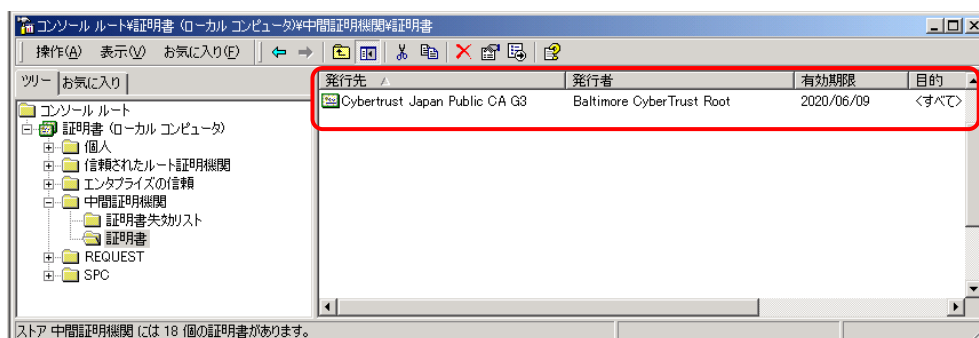 コンソール ルート¥証明書 (ローカル コンピュータ)¥中間証明機関¥証明書
操作(A) 表示(V) お気に入り(F)
ツリー お気に入り
コンソール ルート
証明書 (ローカル コンピュータ)
個人
信頼されたルート証明機関
エンタプライズの信頼
中間証明機関
証明書失効リスト
証明書
REQUEST
SPC
発行先 発行者 有効期限 目的
Cybertrust Japan Public CA G3 Baltimore CyberTrust Root 2020/06/09 <すべて>
ストア 中間証明機関 には 18 個の証明書があります。